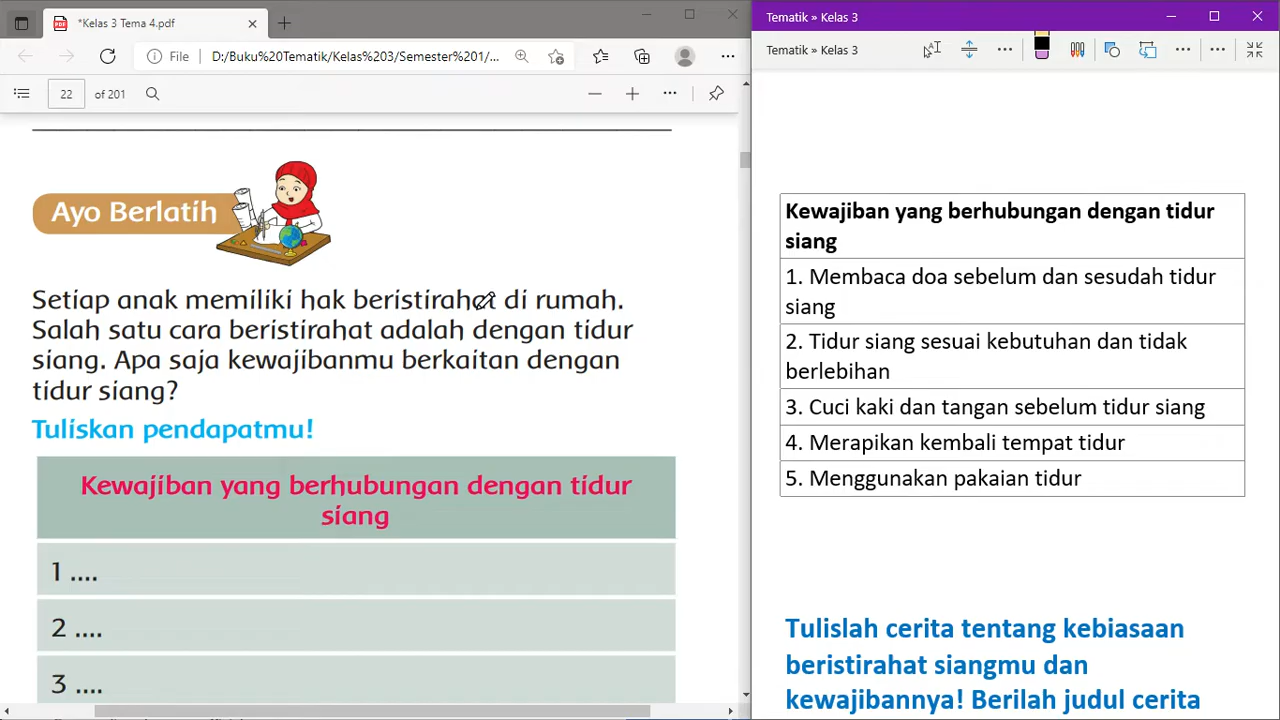 *Kelas 3 Tema 4.pdf
File
D:/Buku%20Tematik/Kelas%203/Semester%201/...
22 of 201
Ayo Berlatih
Setiap anak memiliki hak beristirahat di rumah.
Salah satu cara beristirahat adalah dengan tidur
siang. Apa saja kewajibanmu berkaitan dengan
tidur siang?
Tuliskan pendapatmu!
Kewajiban yang berhubungan dengan tidur
siang
1 ....
2 ....
3 ....
Tematik » Kelas 3
Tematik » Kelas 3
Kewajiban yang berhubungan dengan tidur
siang
1. Membaca doa sebelum dan sesudah tidur
siang
2. Tidur siang sesuai kebutuhan dan tidak
berlebihan
3. Cuci kaki dan tangan sebelum tidur siang
4. Merapikan kembali tempat tidur
5. Menggunakan pakaian tidur
Tulislah cerita tentang kebiasaan
beristirahat siangmu dan
kewajibannya! Berilah judul cerita